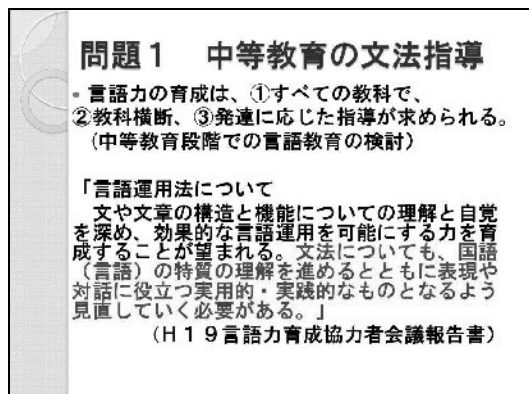 問題1 中等教育の文法指導
・言語力の育成は、①すべての教科で、
②教科横断、③発達に応じた指導が求められる。
(中等教育段階での言語教育の検討)
「言語運用法について
文や文章の構造と機能についての理解と自覚
を深め、効果的な言語運用を可能にする力を育
成することが望まれる。文法についても、国語
(言語)の特質の理解を進めるとともに表現や
対話に役立つ実用的・実践的なものとなるよう
見直していく必要がある。」
(H19言語力育成協力者会議報告書)